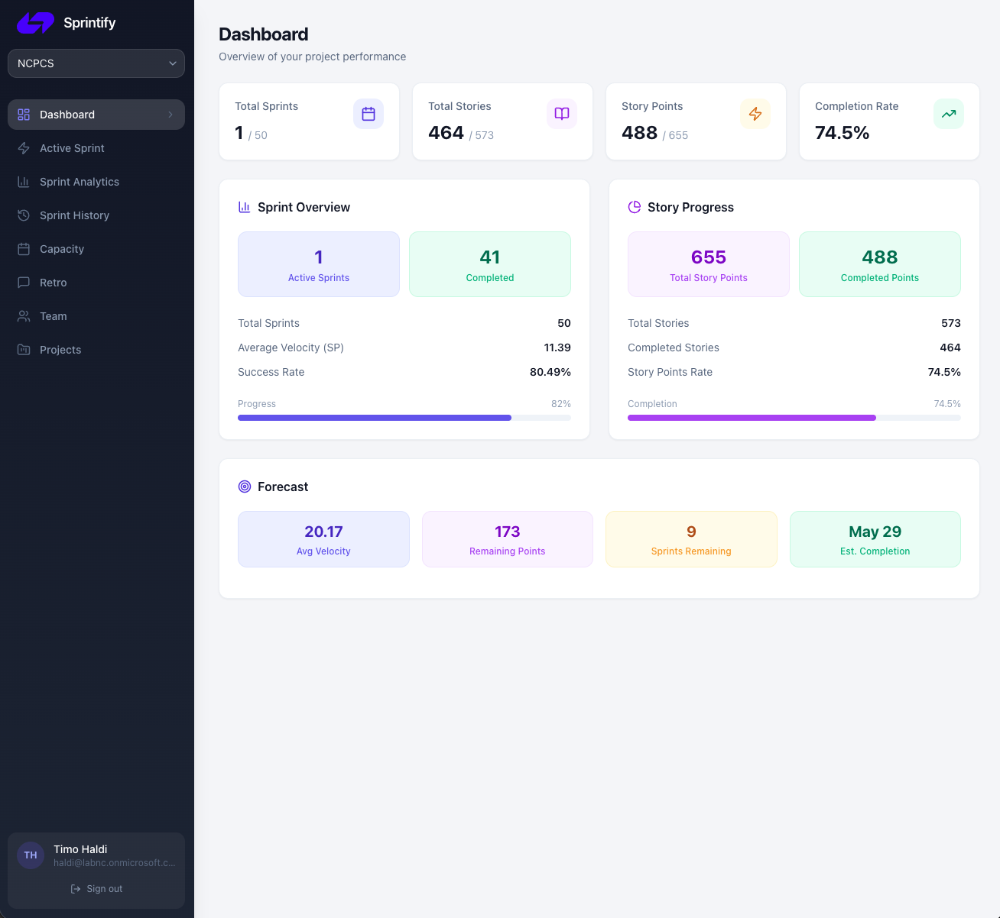 Sprintify
NCPCS
Dashboard
Active Sprint
Sprint Analytics
Sprint History
Capacity
Retro
Team
Projects
TH
Timo Haldi
haldi@labnc.onmicrosoft.c...
Sign out
Dashboard
Overview of your project performance
Total Sprints
1 / 50
Total Stories
464 / 573
Story Points
488 / 655
Completion Rate
74.5%
Sprint Overview
1
Active Sprints
41
Completed
Total Sprints 50
Average Velocity (SP) 11.39
Success Rate 80.49%
Progress 82%
Story Progress
655
Total Story Points
488
Completed Points
Total Stories 573
Completed Stories 464
Story Points Rate 74.5%
Completion 74.5%
Forecast
20.17
Avg Velocity
173
Remaining Points
9
Sprints Remaining
May 29
Est. Completion